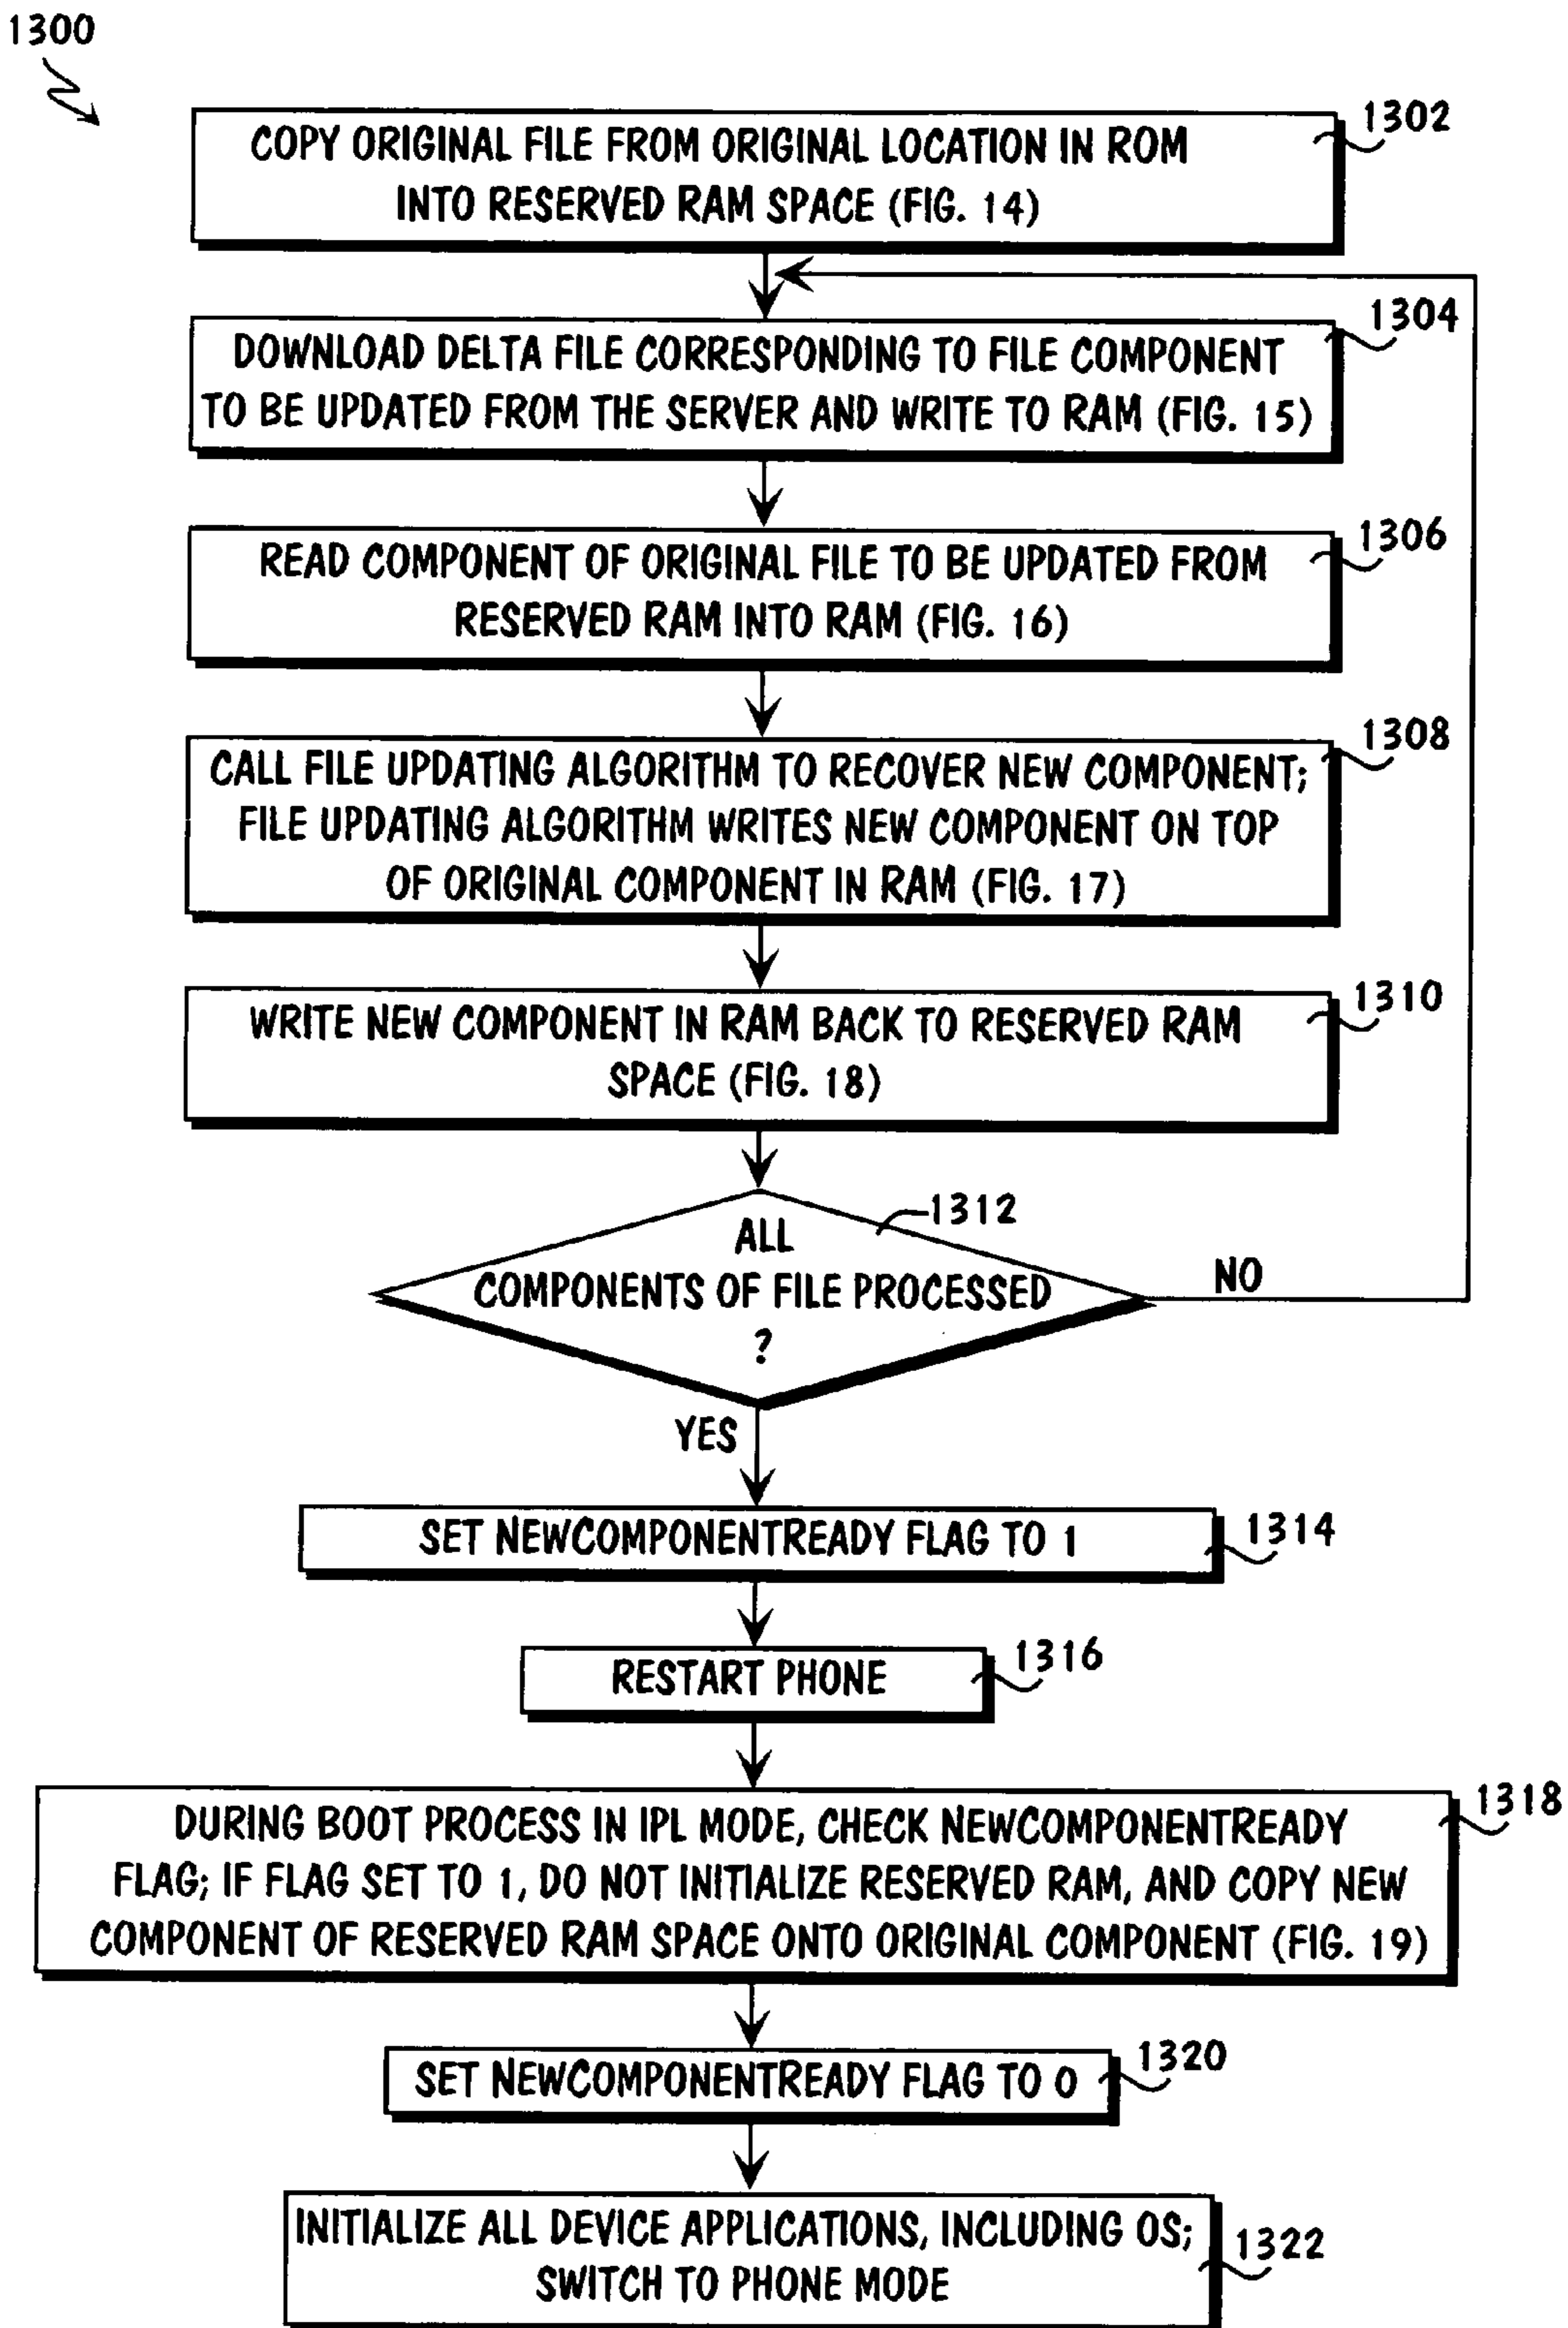 1300
COPY ORIGINAL FILE FROM ORIGINAL LOCATION IN ROM
INTO RESERVED RAM SPACE (FIG. 14)
1302
DOWNLOAD DELTA FILE CORRESPONDING TO FILE COMPONENT
TO BE UPDATED FROM THE SERVER AND WRITE TO RAM (FIG. 15)
1304
READ COMPONENT OF ORIGINAL FILE TO BE UPDATED FROM
RESERVED RAM INTO RAM (FIG. 16)
1306
CALL FILE UPDATING ALGORITHM TO RECOVER NEW COMPONENT;
FILE UPDATING ALGORITHM WRITES NEW COMPONENT ON TOP
OF ORIGINAL COMPONENT IN RAM (FIG. 17)
1308
WRITE NEW COMPONENT IN RAM BACK TO RESERVED RAM
SPACE (FIG. 18)
1310
ALL
COMPONENTS OF FILE PROCESSED
?
1312
NO
YES
SET NEWCOMPONENTREADY FLAG TO 1
1314
RESTART PHONE
1316
DURING BOOT PROCESS IN IPL MODE, CHECK NEWCOMPONENTREADY
FLAG; IF FLAG SET TO 1, DO NOT INITIALIZE RESERVED RAM, AND COPY NEW
COMPONENT OF RESERVED RAM SPACE ONTO ORIGINAL COMPONENT (FIG. 19)
1318
SET NEWCOMPONENTREADY FLAG TO 0
1320
INITIALIZE ALL DEVICE APPLICATIONS, INCLUDING OS;
SWITCH TO PHONE MODE
1322